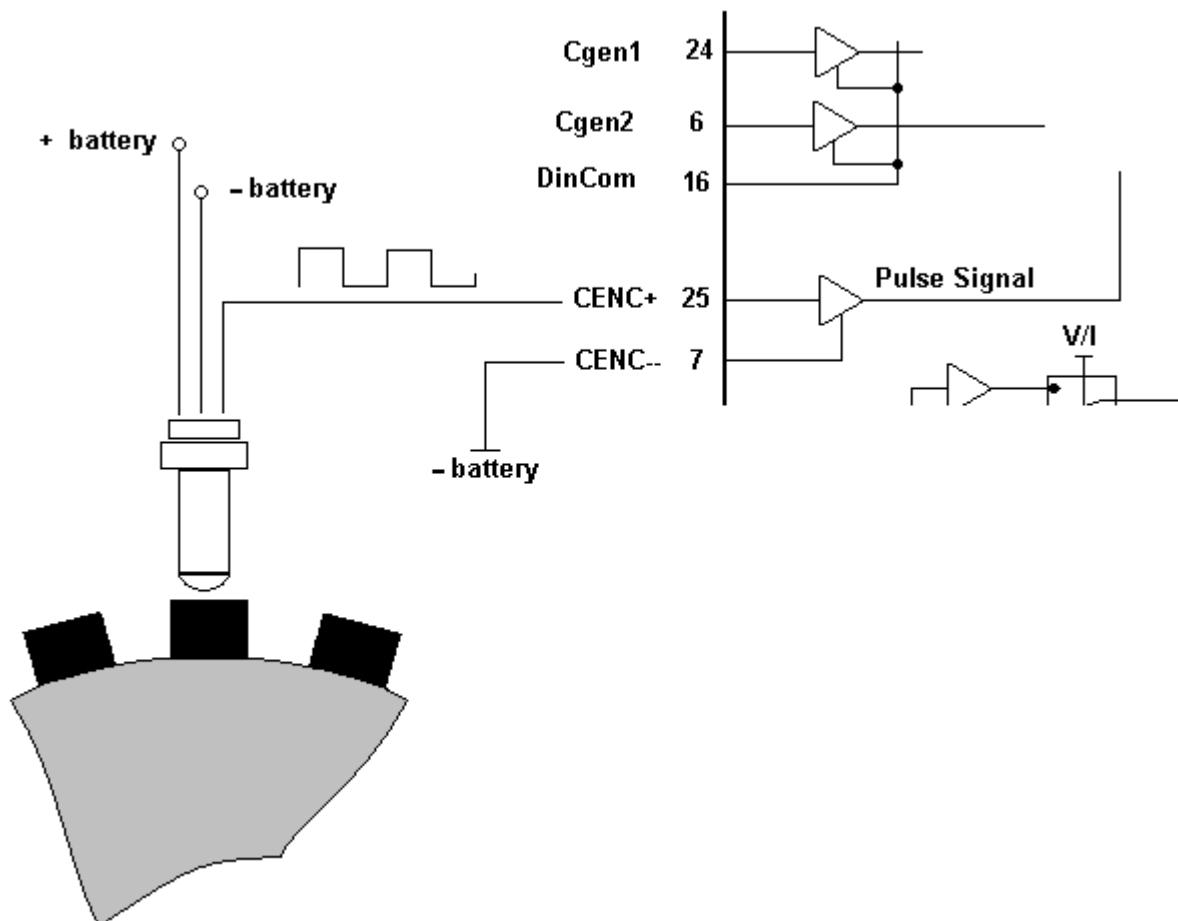 Cgen1 24
Cgen2 6
+ battery
– battery
DinCom 16
Pulse Signal
CENC+ 25
V/I
CENC-- 7
– battery